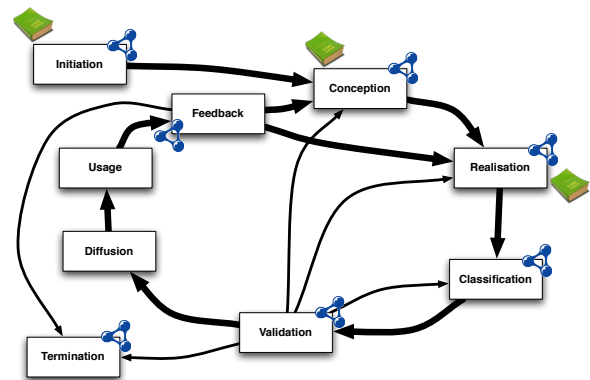 Initiation
Conception
Feedback
Usage
Realisation
Diffusion
Classification
Validation
Termination